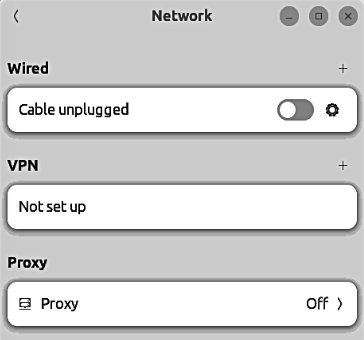 Network
Wired
Cable unplugged
VPN
Not set up
Proxy
Proxy Off